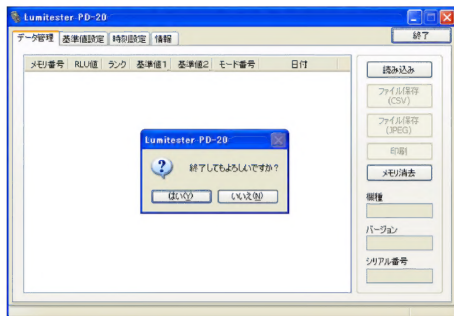 Lumitester PD-20
データ管理 基準値設定 時刻設定 情報 終了
メモリ番号 RLU値 ランク 基準値1 基準値2 モード番号 日付
読み込み
ファイル保存
(CSV)
ファイル保存
(JPEG)
印刷
メモリ消去
機種
バージョン
シリアル番号
Lumitester PD-20
終了してもよろしいですか?
はい(Y) いいえ(N)